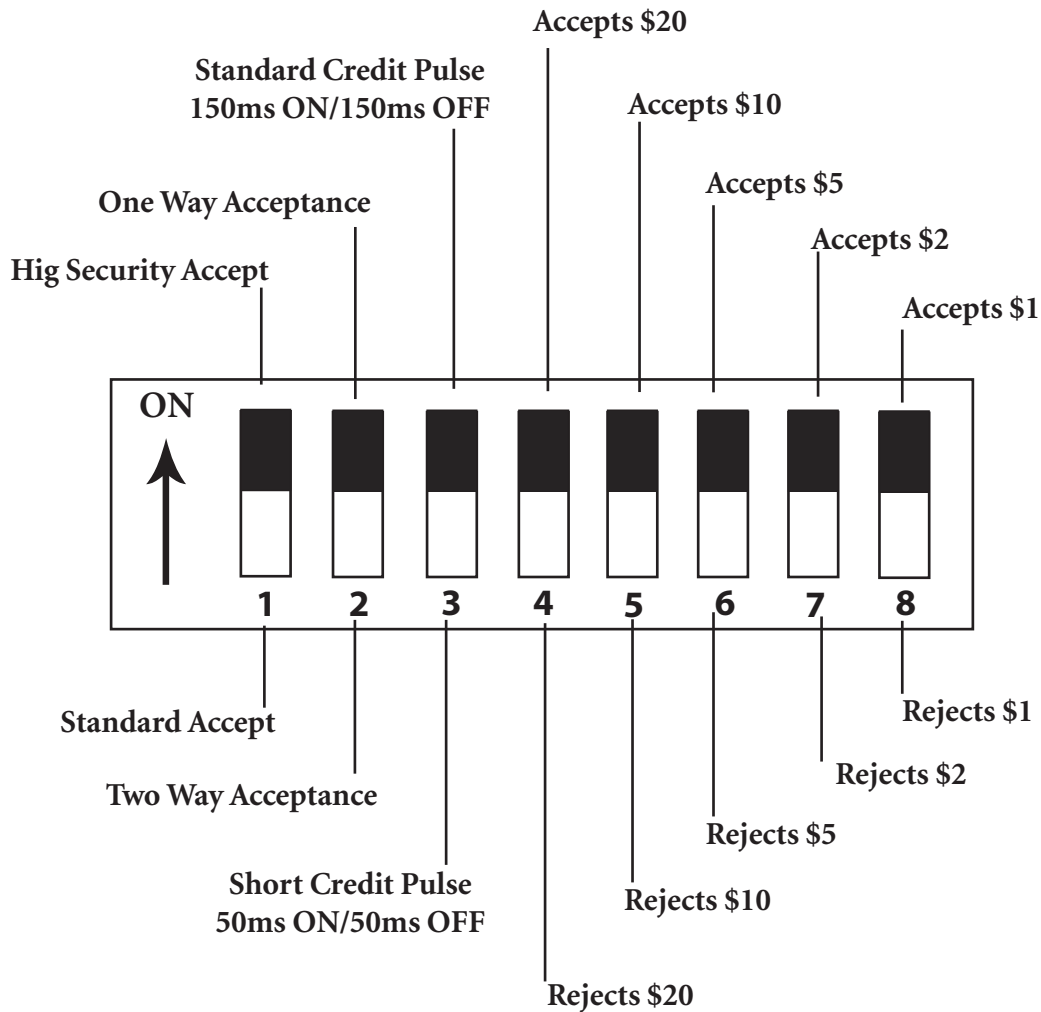 Accepts $20
Standard Credit Pulse
150ms ON/150ms OFF
Accepts $10
Accepts $5
One Way Acceptance
Accepts $2
Hig Security Accept
Accepts $1
ON
1 2 3 4 5 6 7 8
Standard Accept
Rejects $1
Rejects $2
Two Way Acceptance
Rejects $5
Short Credit Pulse
50ms ON/50ms OFF
Rejects $10
Rejects $20